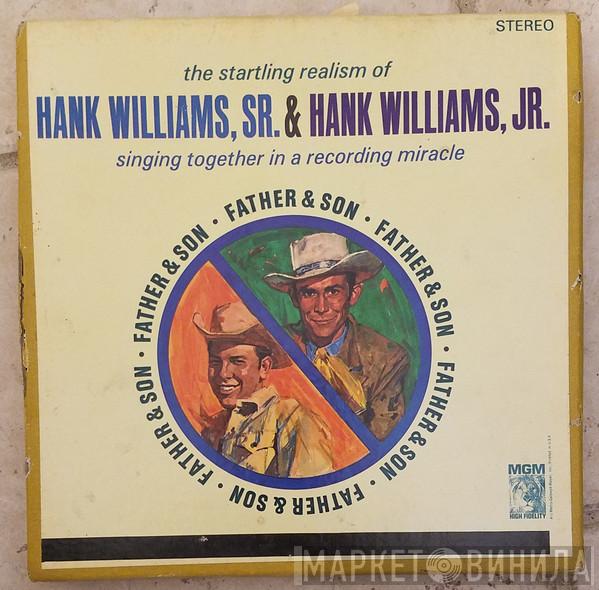 STEREO
the startling realism of
HANK WILLIAMS, SR. & HANK WILLIAMS, JR.
singing together in a recording miracle
FATHER & SON • FATHER & SON • FATHER & SON • FATHER & SON • FATHER & SON • FATHER & SON •
MGM
HIGH FIDELITY
МАРКЕТ ВИНИЛА